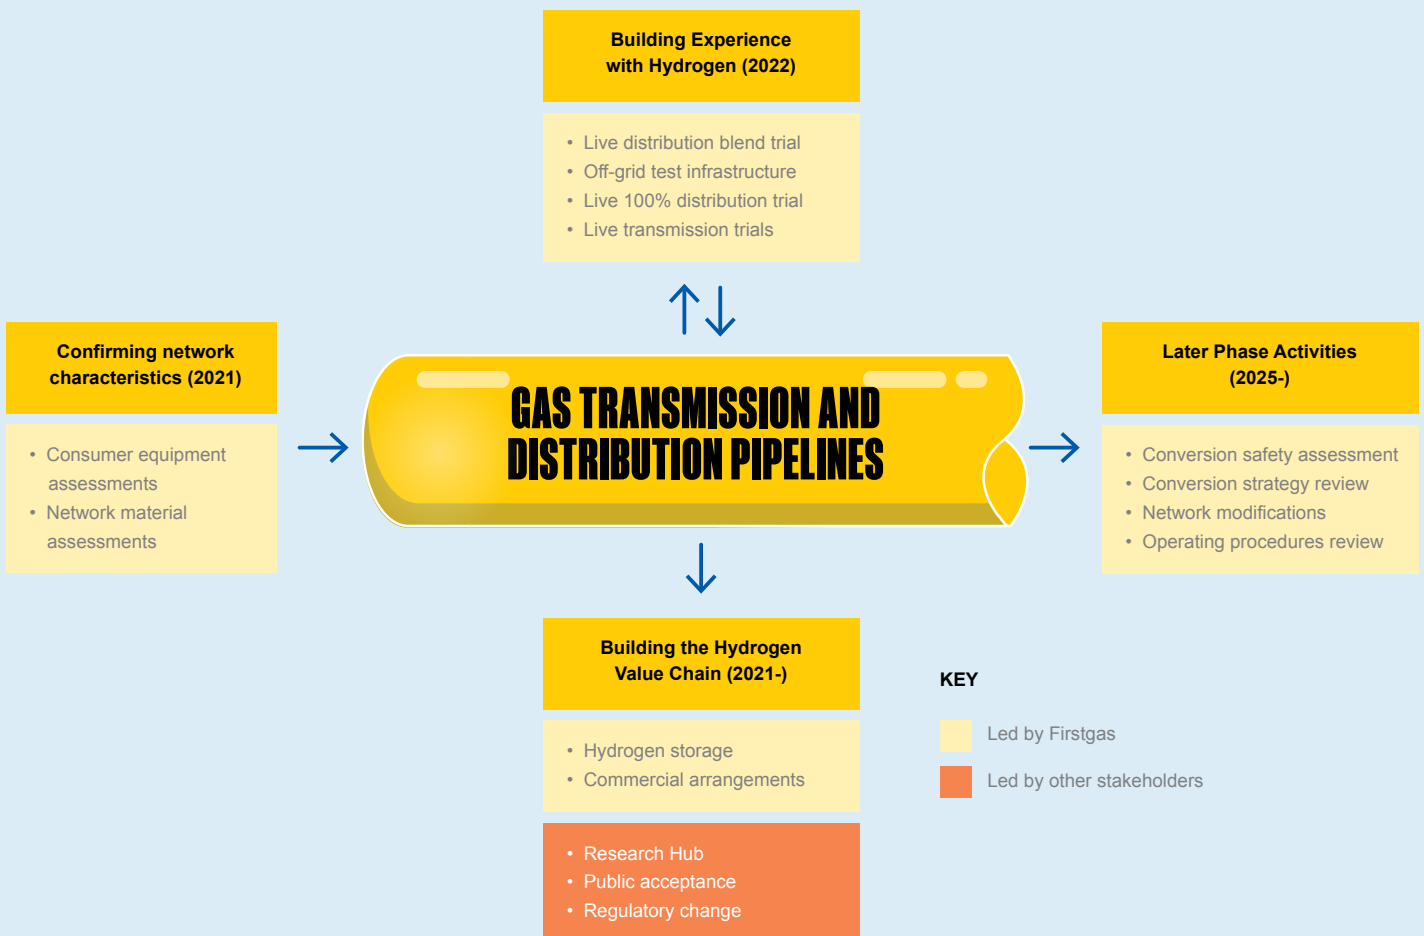 Building Experience
with Hydrogen (2022)
• Live distribution blend trial
• Off-grid test infrastructure
• Live 100% distribution trial
• Live transmission trials
Confirming network
characteristics (2021)
• Consumer equipment
assessments
• Network material
assessments
GAS TRANSMISSION AND
DISTRIBUTION PIPELINES
Later Phase Activities
(2025-)
• Conversion safety assessment
• Conversion strategy review
• Network modifications
• Operating procedures review
Building the Hydrogen
Value Chain (2021-)
• Hydrogen storage
• Commercial arrangements
• Research Hub
• Public acceptance
• Regulatory change
KEY
Led by Firstgas
Led by other stakeholders